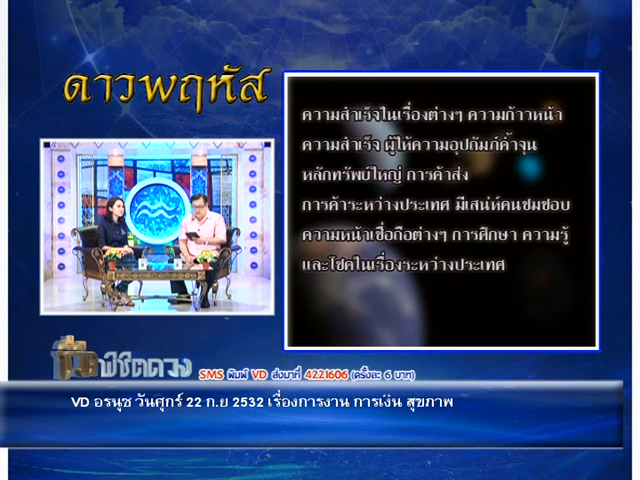 ดาวพฤหัส
ความสำเร็จในเรื่องต่างๆ ความก้าวหน้า
ความสำเร็จ ผู้ให้ความอุปถัมภ์ค้ำจุน
หลักทรัพย์ใหญ่ การค้าส่ง
การค้าระหว่างประเทศ มีเสน่ห์คนชมชอบ
ความหน้าเชื่อถือต่างๆ การศึกษา ความรู้
และโชคในเรื่องระหว่างประเทศ
พิชิตดวง
SMS พิมพ์ VD ส่งมาที่ 4221606 (ครั้งละ 6 บาท)
VD อรนุช วันศุกร์ 22 ก.ย 2532 เรื่องการงาน การเงิน สุขภาพ